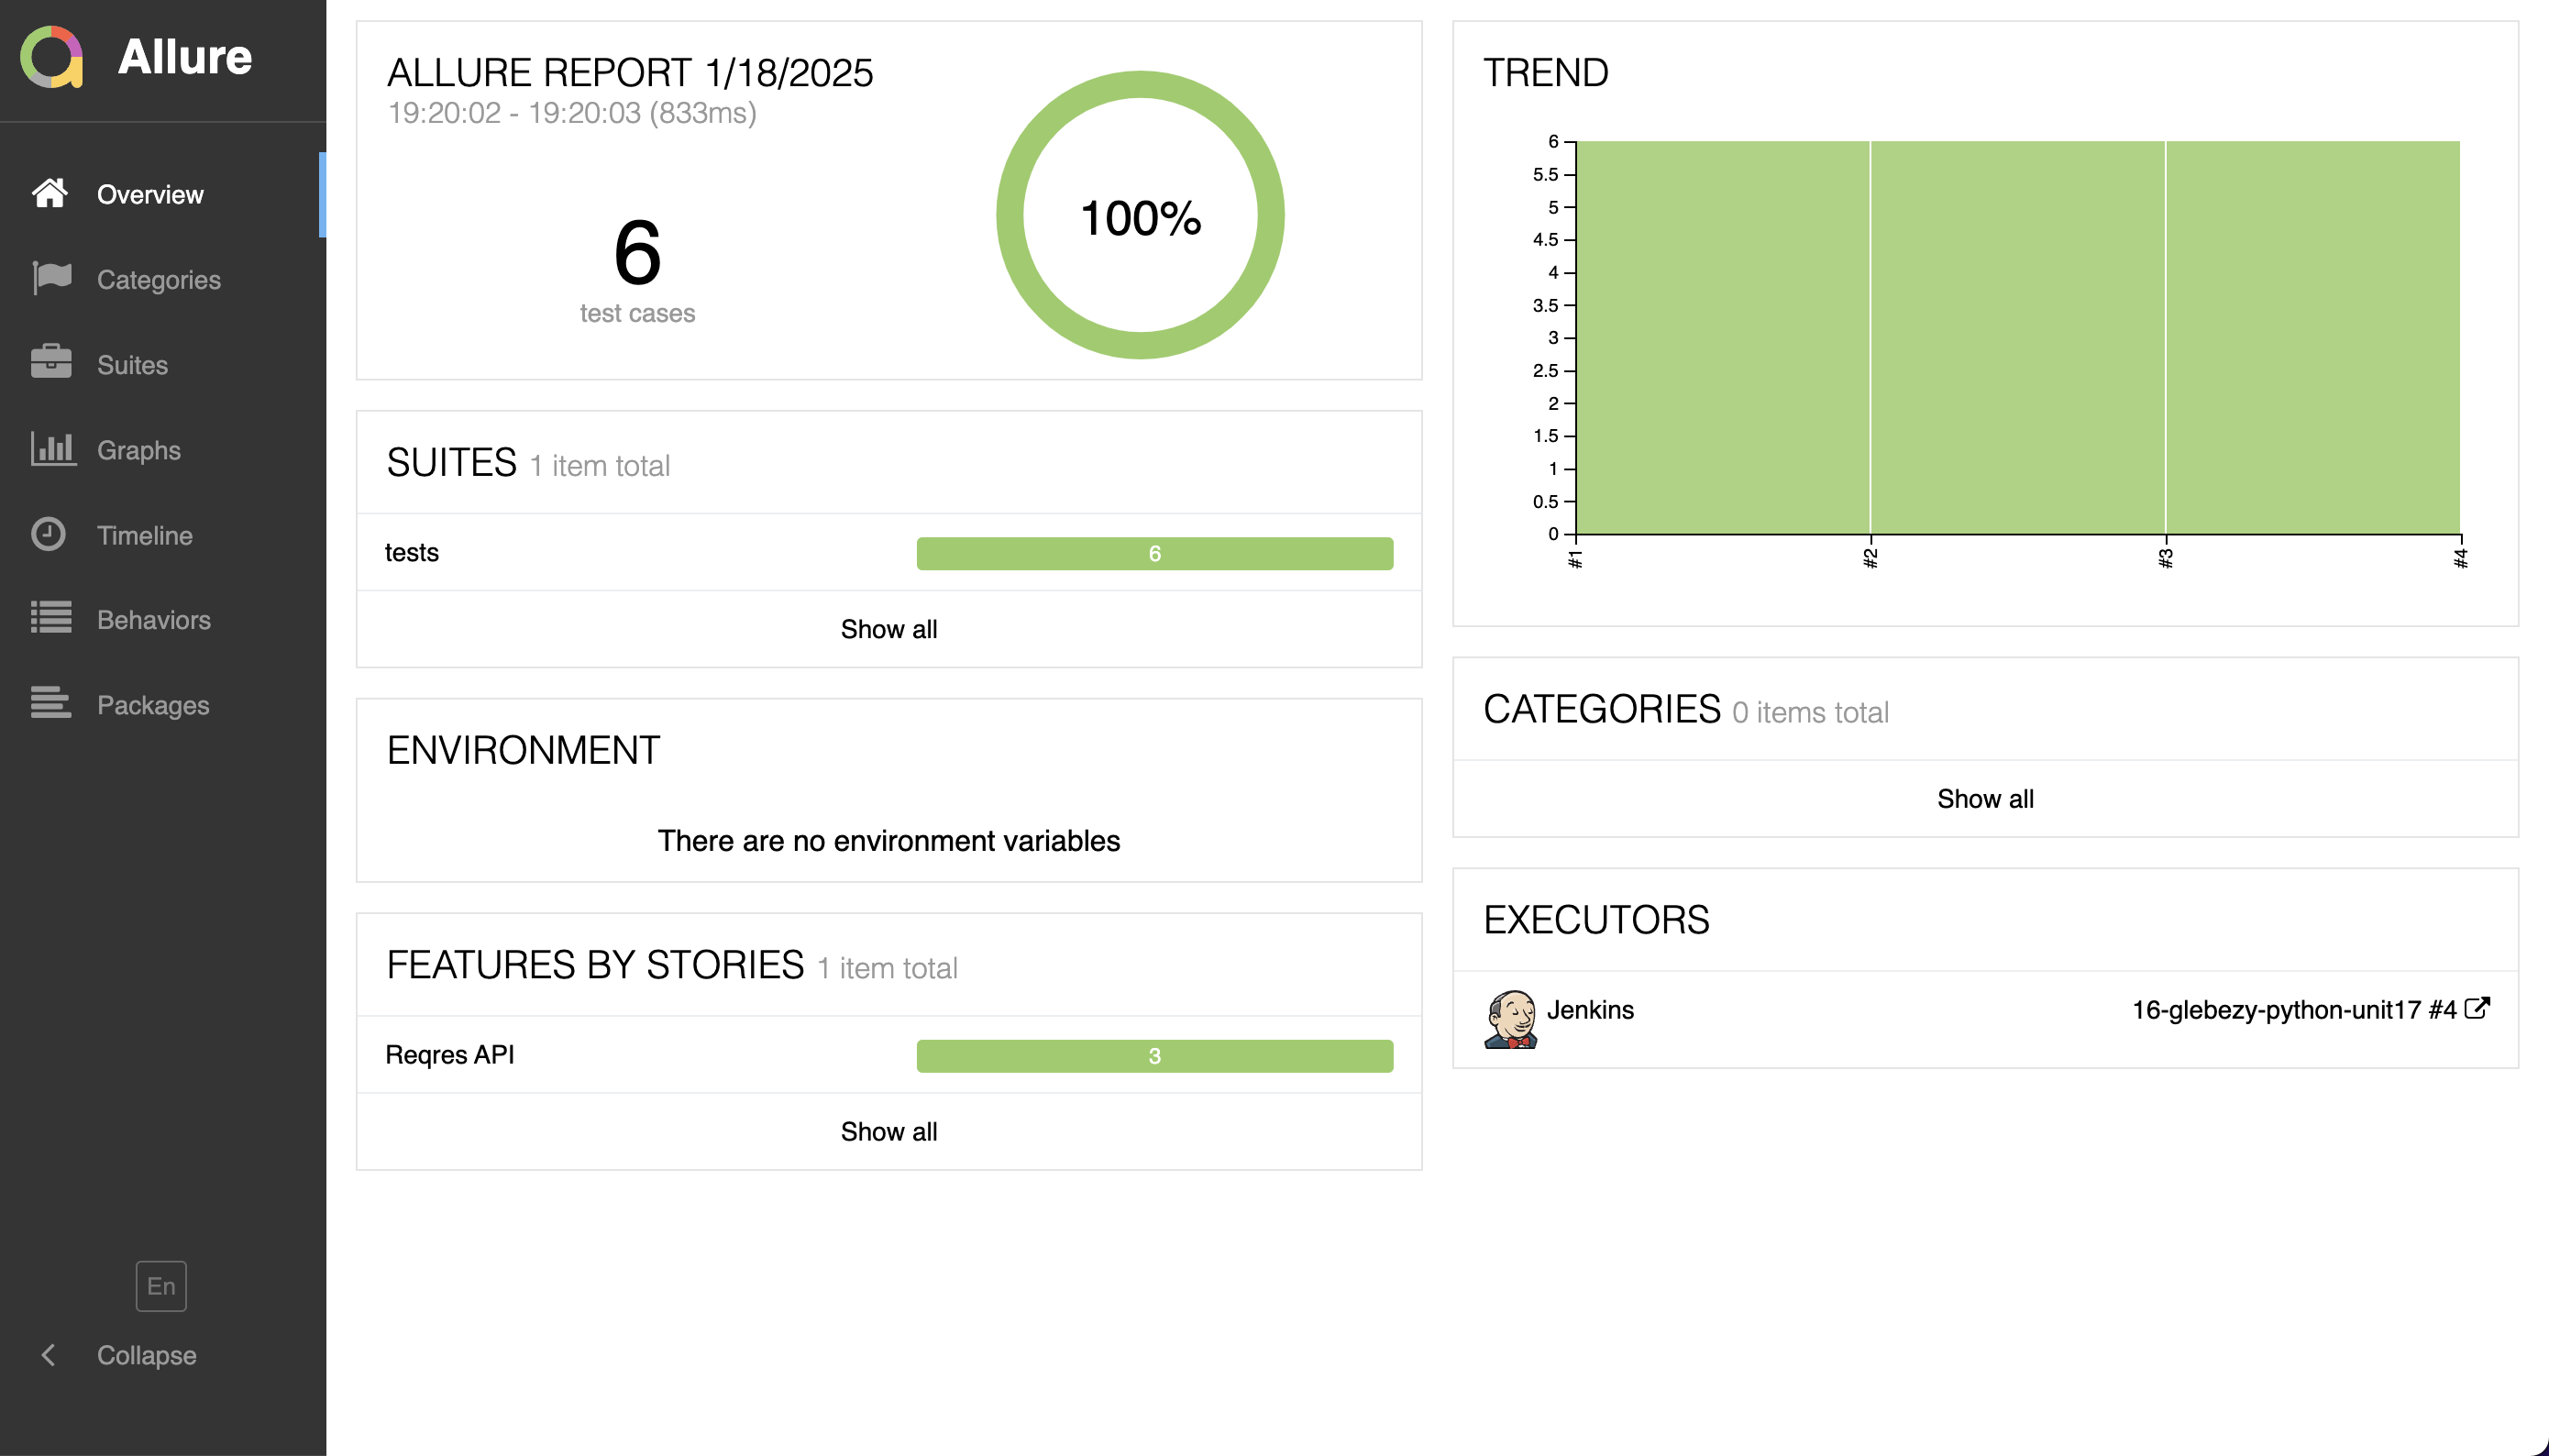 Allure
Overview
Categories
Suites
Graphs
Timeline
Behaviors
Packages
En
Collapse
ALLURE REPORT 1/18/2025
19:20:02 - 19:20:03 (833ms)
6
test cases
100%
SUITES 1 item total
tests 6
Show all
ENVIRONMENT
There are no environment variables
FEATURES BY STORIES 1 item total
Reqres API 3
Show all
TREND
6
5.5
5
4.5
4
3.5
3
2.5
2
1.5
1
0.5
0
#1 #2 #3 #4
CATEGORIES 0 items total
Show all
EXECUTORS
Jenkins 16-glebezy-python-unit17 #4